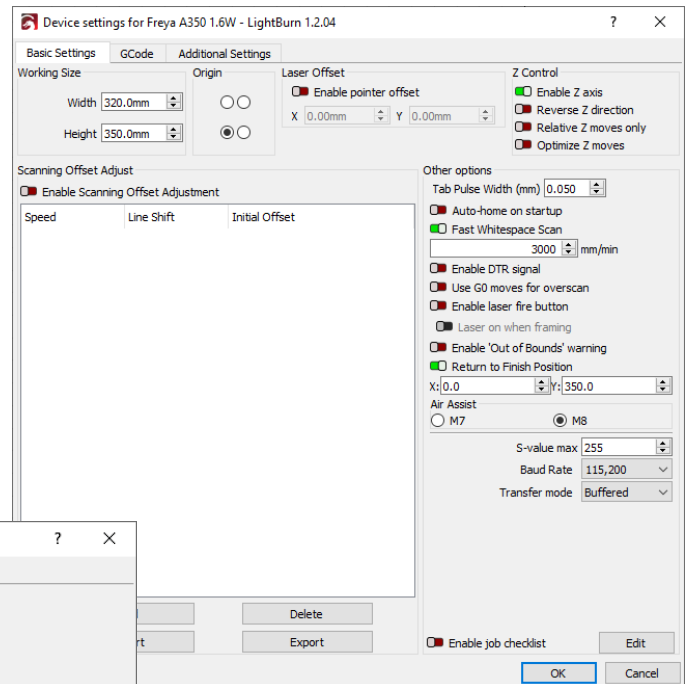 Device settings for Freya A350 1.6W - LightBurn 1.2.04 ? ×
Basic Settings GCode Additional Settings
Working Size
Width 320.0mm
Height 350.0mm
Origin
Laser Offset
Enable pointer offset
X 0.00mm Y 0.00mm
Z Control
Enable Z axis
Reverse Z direction
Relative Z moves only
Optimize Z moves
Scanning Offset Adjust
Enable Scanning Offset Adjustment
Speed Line Shift Initial Offset
Other options
Tab Pulse Width (mm) 0.050
Auto-home on startup
Fast Whitespace Scan
3000 mm/min
Enable DTR signal
Use G0 moves for overscan
Enable laser fire button
Laser on when framing
Enable 'Out of Bounds' warning
Return to Finish Position
X: 0.0 Y: 350.0
Air Assist
M7 M8
S-value max 255
Baud Rate 115,200
Transfer mode Buffered
? ×
Delete
Export
Enable job checklist Edit
OK Cancel